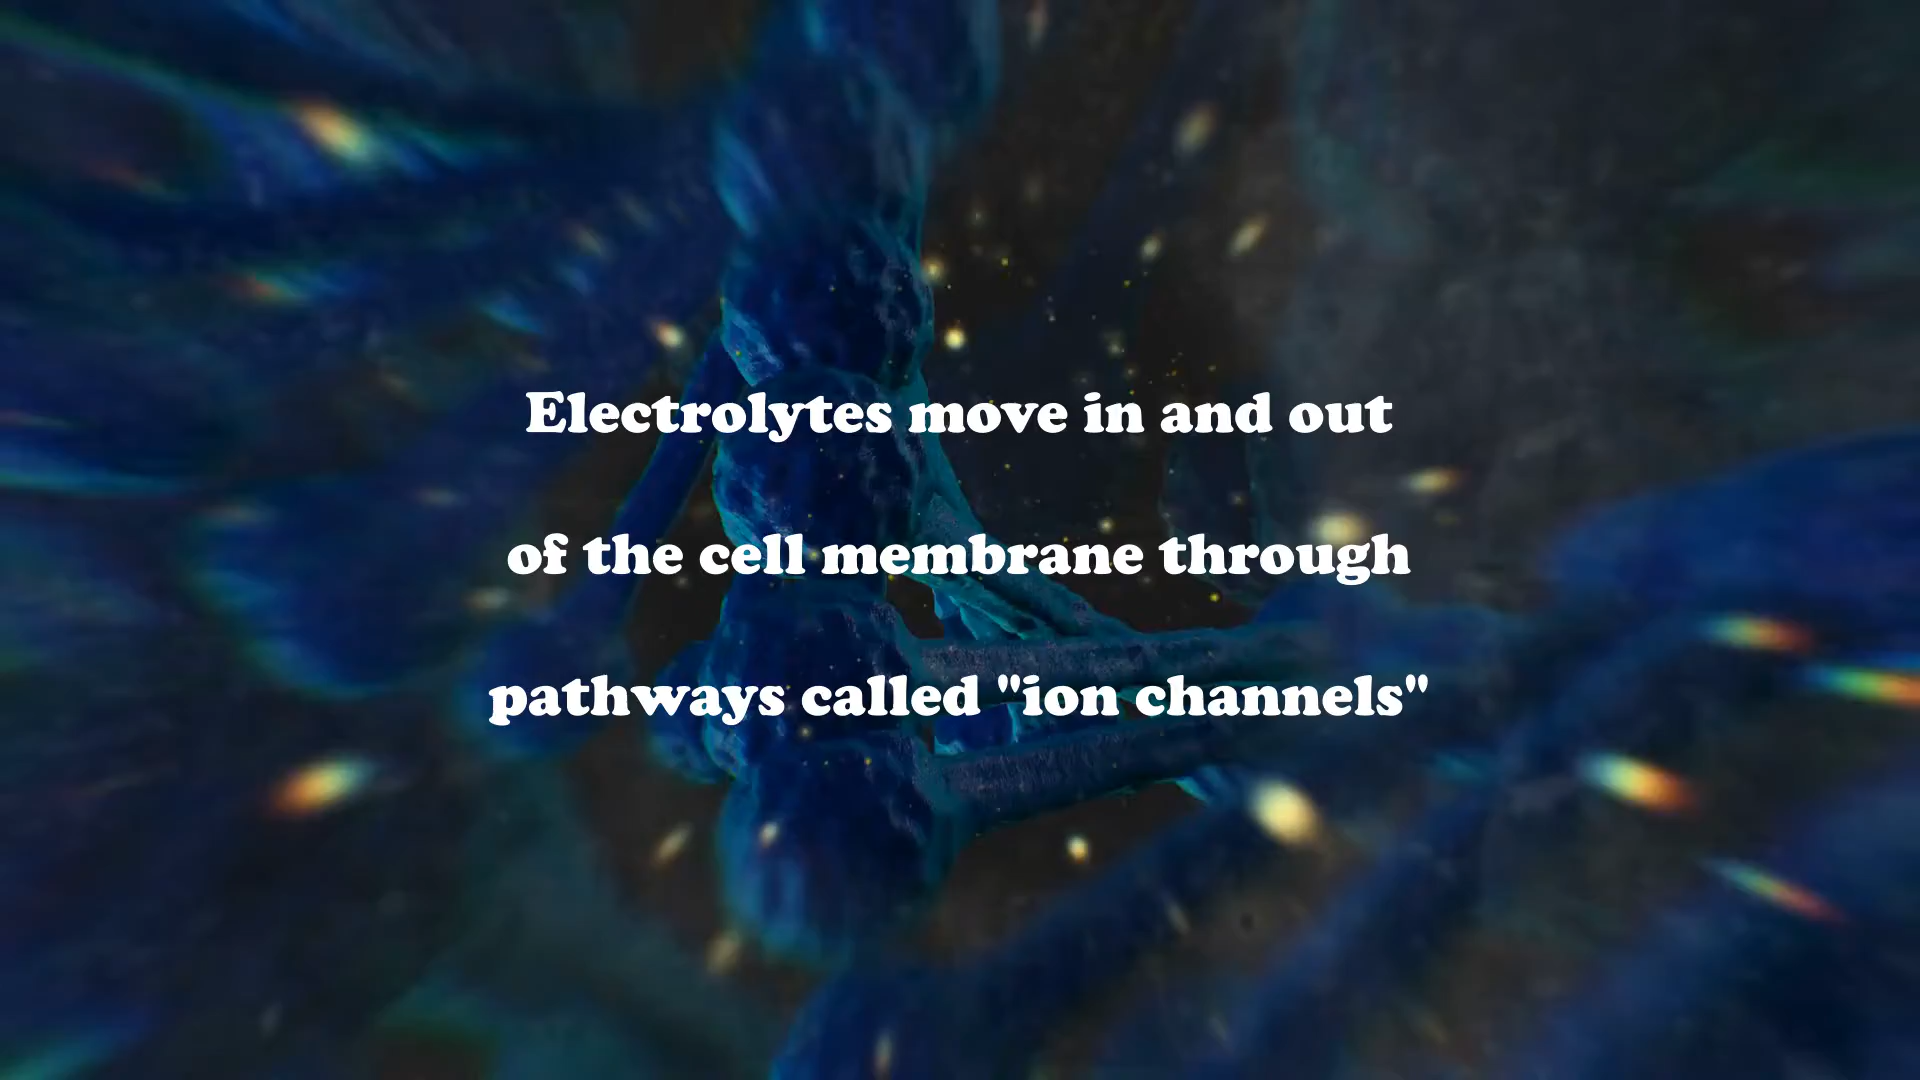 Electrolytes move in and out
of the cell membrane through
pathways called "ion channels"